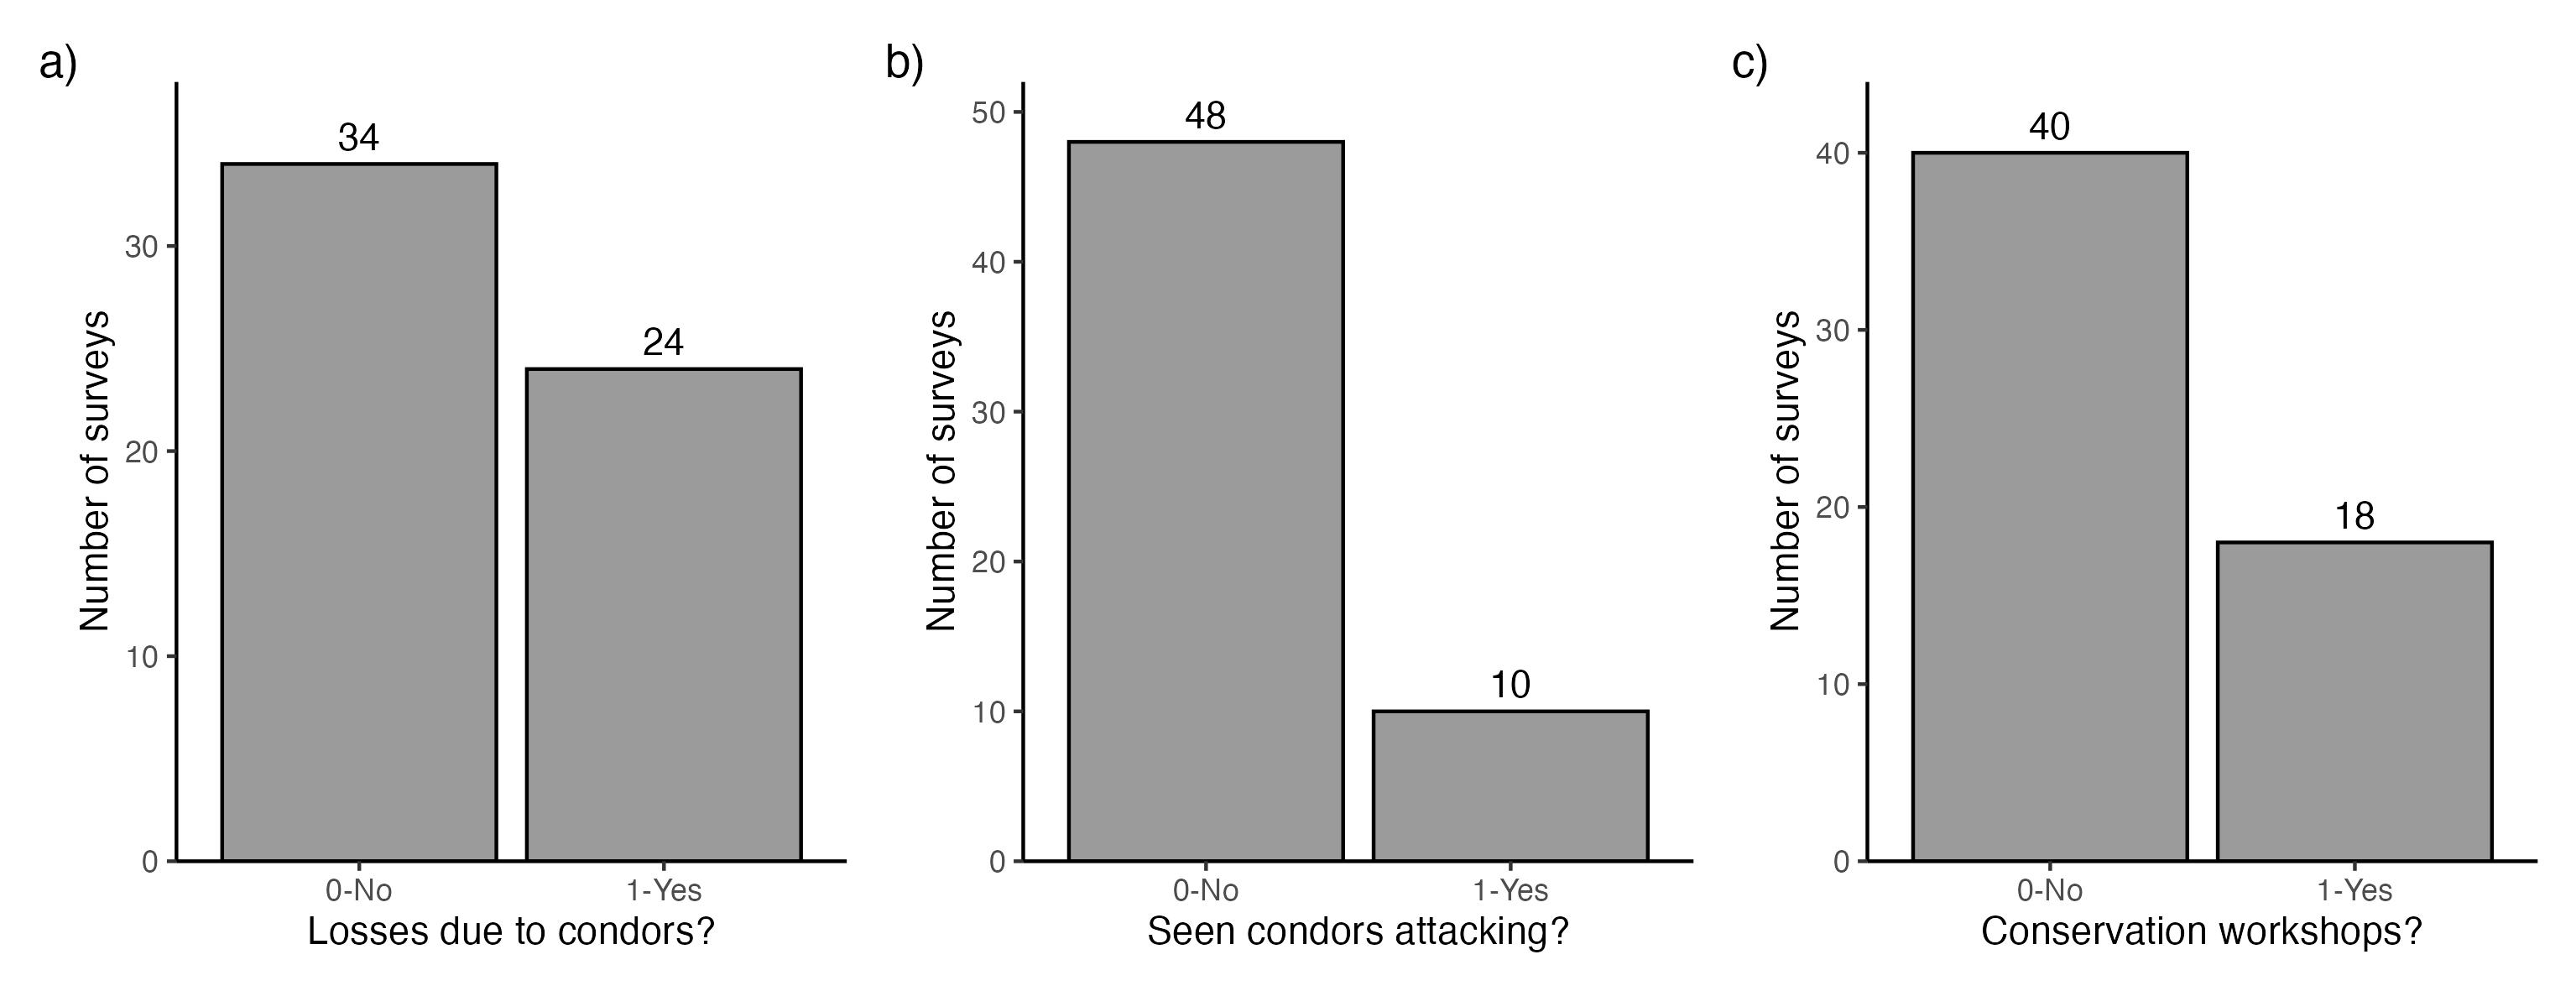 a)
34
24
30
20
10
0
Number of surveys
0-No
1-Yes
Losses due to condors?
b)
48
10
50
40
30
20
10
0
Number of surveys
0-No
1-Yes
Seen condors attacking?
c)
40
18
40
30
20
10
0
Number of surveys
0-No
1-Yes
Conservation workshops?